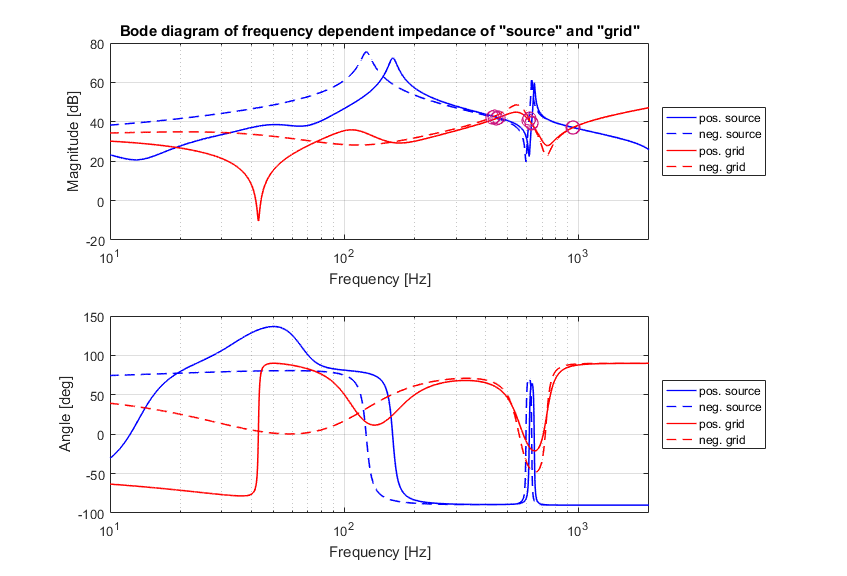 Bode diagram of frequency dependent impedance of "source" and "grid"
80
60
40
20
0
-20
Magnitude [dB]
10^1
10^2
10^3
Frequency [Hz]
pos. source
neg. source
pos. grid
neg. grid
150
100
50
0
-50
-100
Angle [deg]
10^1
10^2
10^3
Frequency [Hz]
pos. source
neg. source
pos. grid
neg. grid